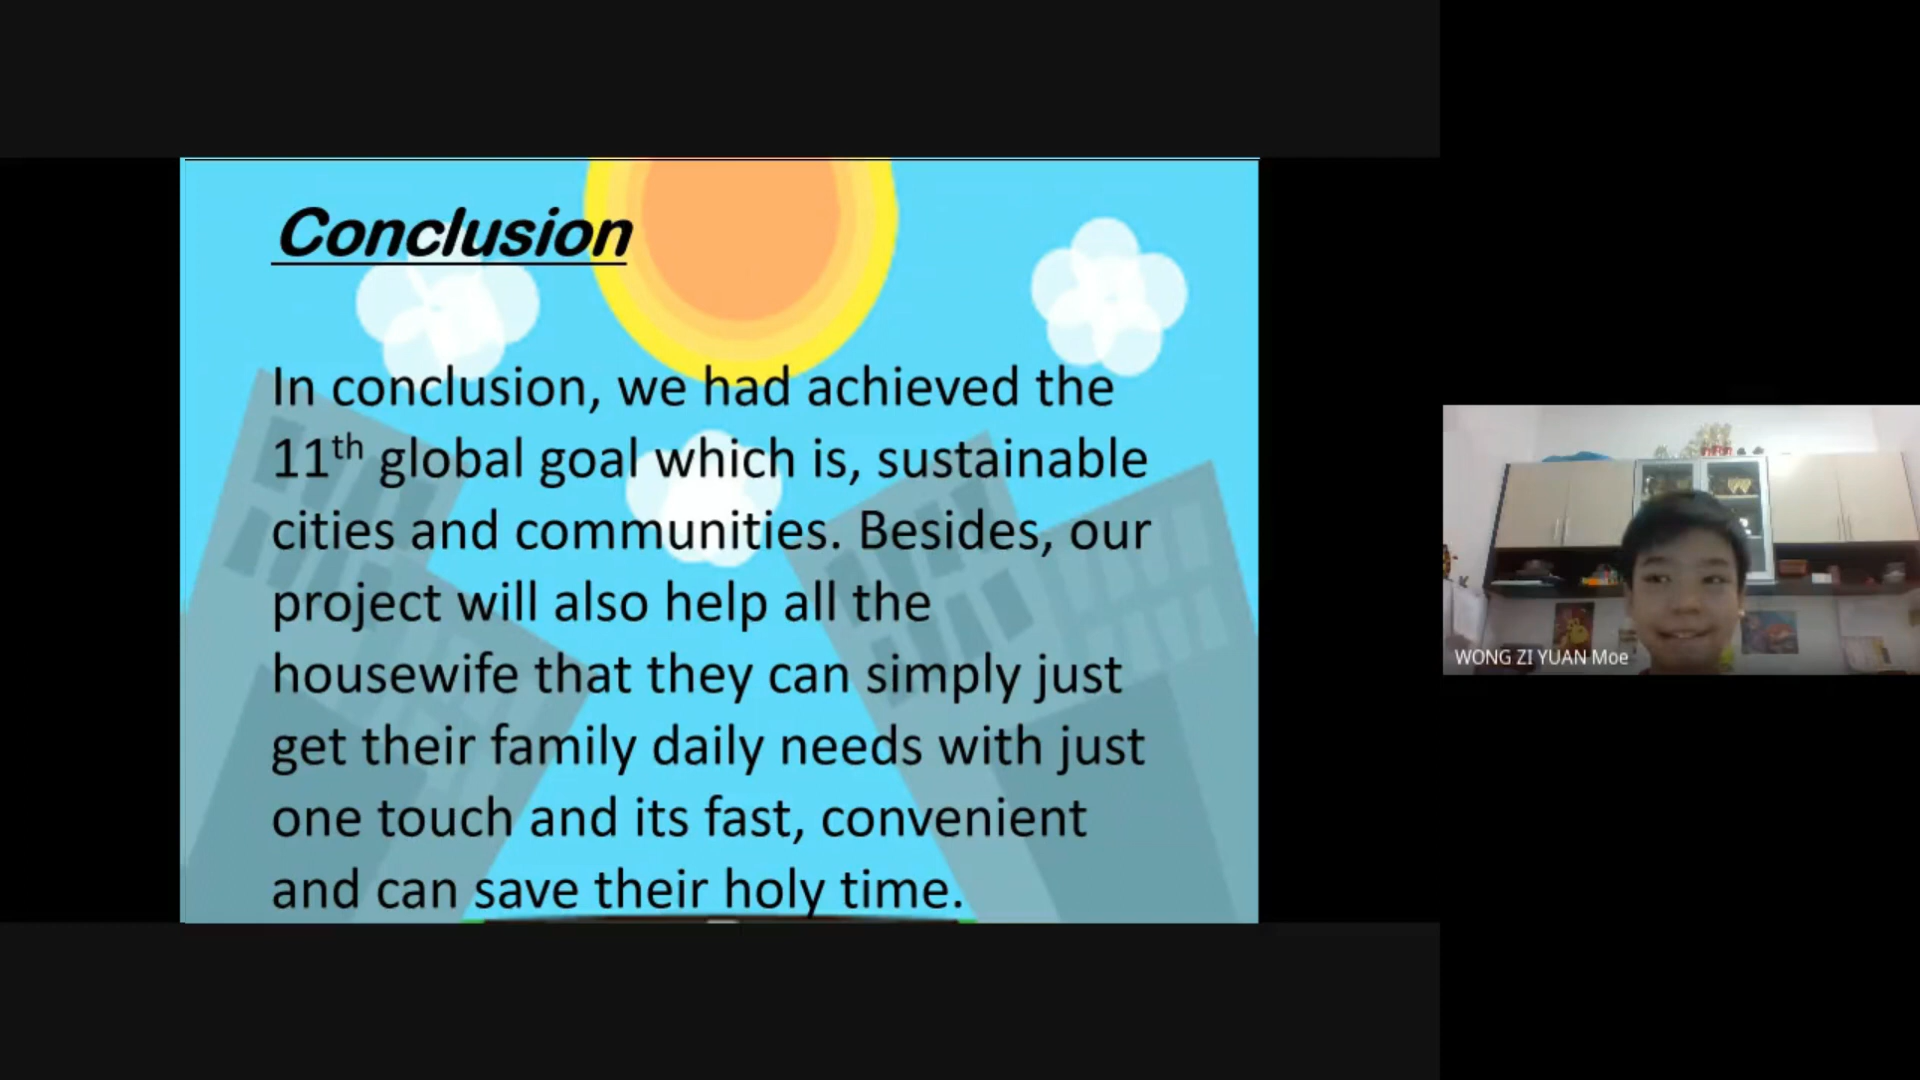 Conclusion
In conclusion, we had achieved the
11th global goal which is, sustainable
cities and communities. Besides, our
project will also help all the
housewife that they can simply just
get their family daily needs with just
one touch and its fast, convenient
and can save their holy time.
WONG ZI YUAN Moe